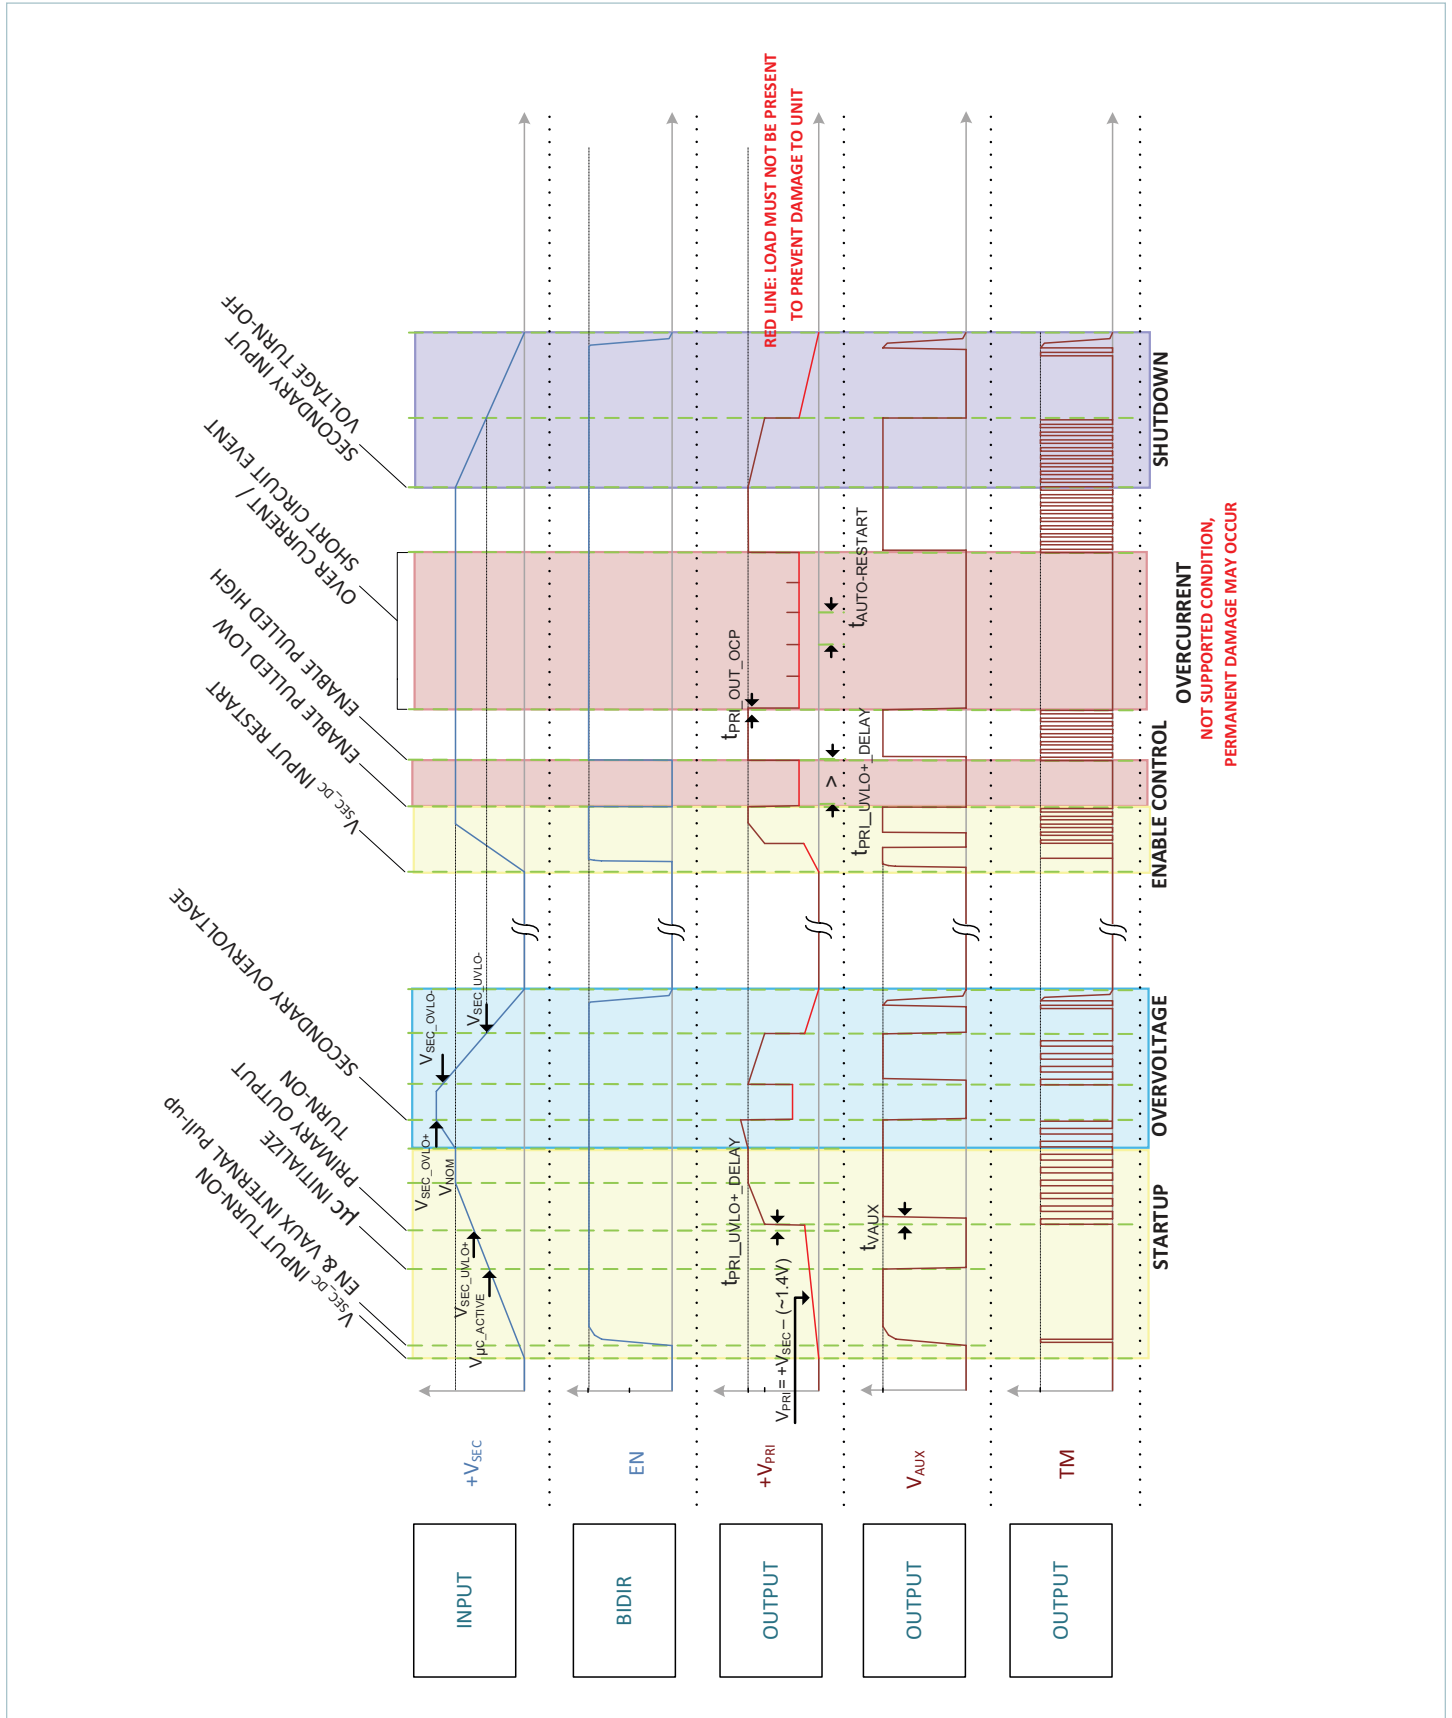 VSEC_DC INPUT TURN-ON
EN & VAUX INTERNAL Pull-up
µC INITIALIZE
PRIMARY OUTPUT
TURN-ON
SECONDARY OVERVOLTAGE
VSEC_DC INPUT RESTART
ENABLE PULLED LOW
ENABLE PULLED HIGH
OVER CURRENT /
SHORT CIRCUIT EVENT
SECONDARY INPUT
VOLTAGE TURN-OFF
INPUT
+VSEC
VµC_ACTIVE
VSEC_UVLO+
VSEC_OVLO+
VNOM
VSEC_OVLO-
VSEC_UVLO-
BIDIR
EN
OUTPUT
+VPRI
VPRI = +VSEC – (~1.4V)
tPRI_UVLO+_DELAY
tPRI_OUT_OCP
>
tPRI_UVLO+_DELAY
tAUTO-RESTART
RED LINE: LOAD MUST NOT BE PRESENT
TO PREVENT DAMAGE TO UNIT
OUTPUT
VAUX
tVAUX
OUTPUT
TM
STARTUP
OVERVOLTAGE
ENABLE CONTROL
OVERCURRENT
NOT SUPPORTED CONDITION,
PERMANENT DAMAGE MAY OCCUR
SHUTDOWN